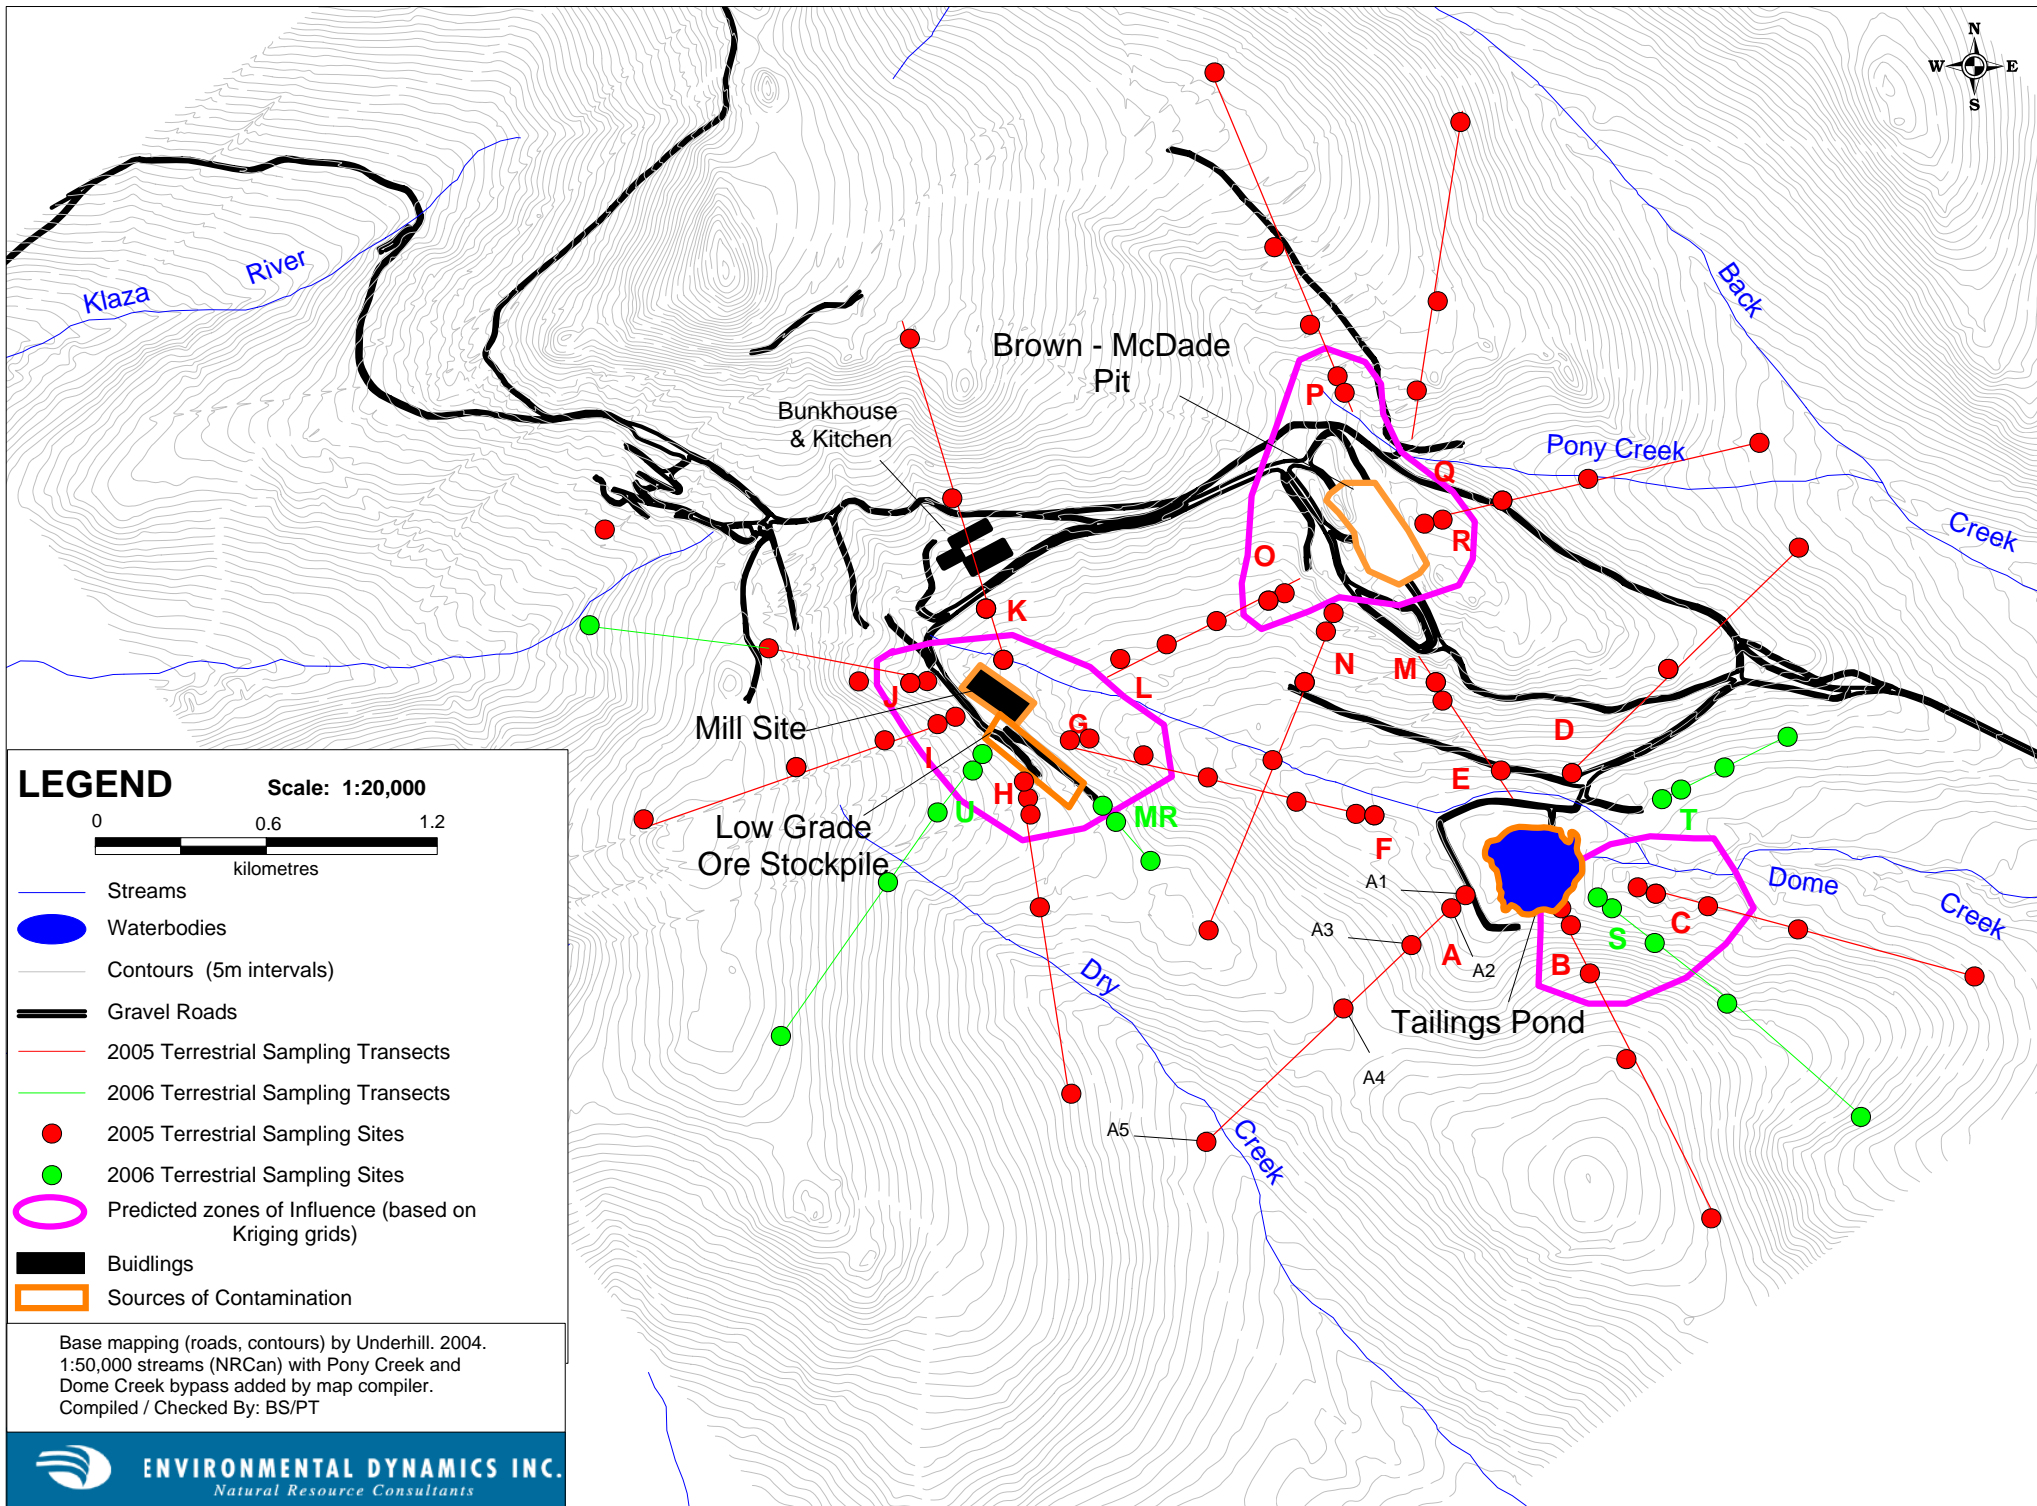 N
W E
S
Klaza
River
Back
Brown - McDade
Pit
Bunkhouse
& Kitchen
P
Pony Creek
Q
Creek
R
O
K
N
M
L
J
Mill Site
G
D
I
E
H
U
MR
T
Low Grade
Ore Stockpile
F
A1
Dome
Creek
A3
A
A2
S
C
B
Dry
Tailings Pond
A4
A5
Creek
LEGEND
Scale: 1:20,000
0 0.6 1.2
kilometres
Streams
Waterbodies
Contours (5m intervals)
Gravel Roads
2005 Terrestrial Sampling Transects
2006 Terrestrial Sampling Transects
2005 Terrestrial Sampling Sites
2006 Terrestrial Sampling Sites
Predicted zones of Influence (based on
Kriging grids)
Buidlings
Sources of Contamination
Base mapping (roads, contours) by Underhill. 2004.
1:50,000 streams (NRCan) with Pony Creek and
Dome Creek bypass added by map compiler.
Compiled / Checked By: BS/PT
ENVIRONMENTAL DYNAMICS INC.
Natural Resource Consultants